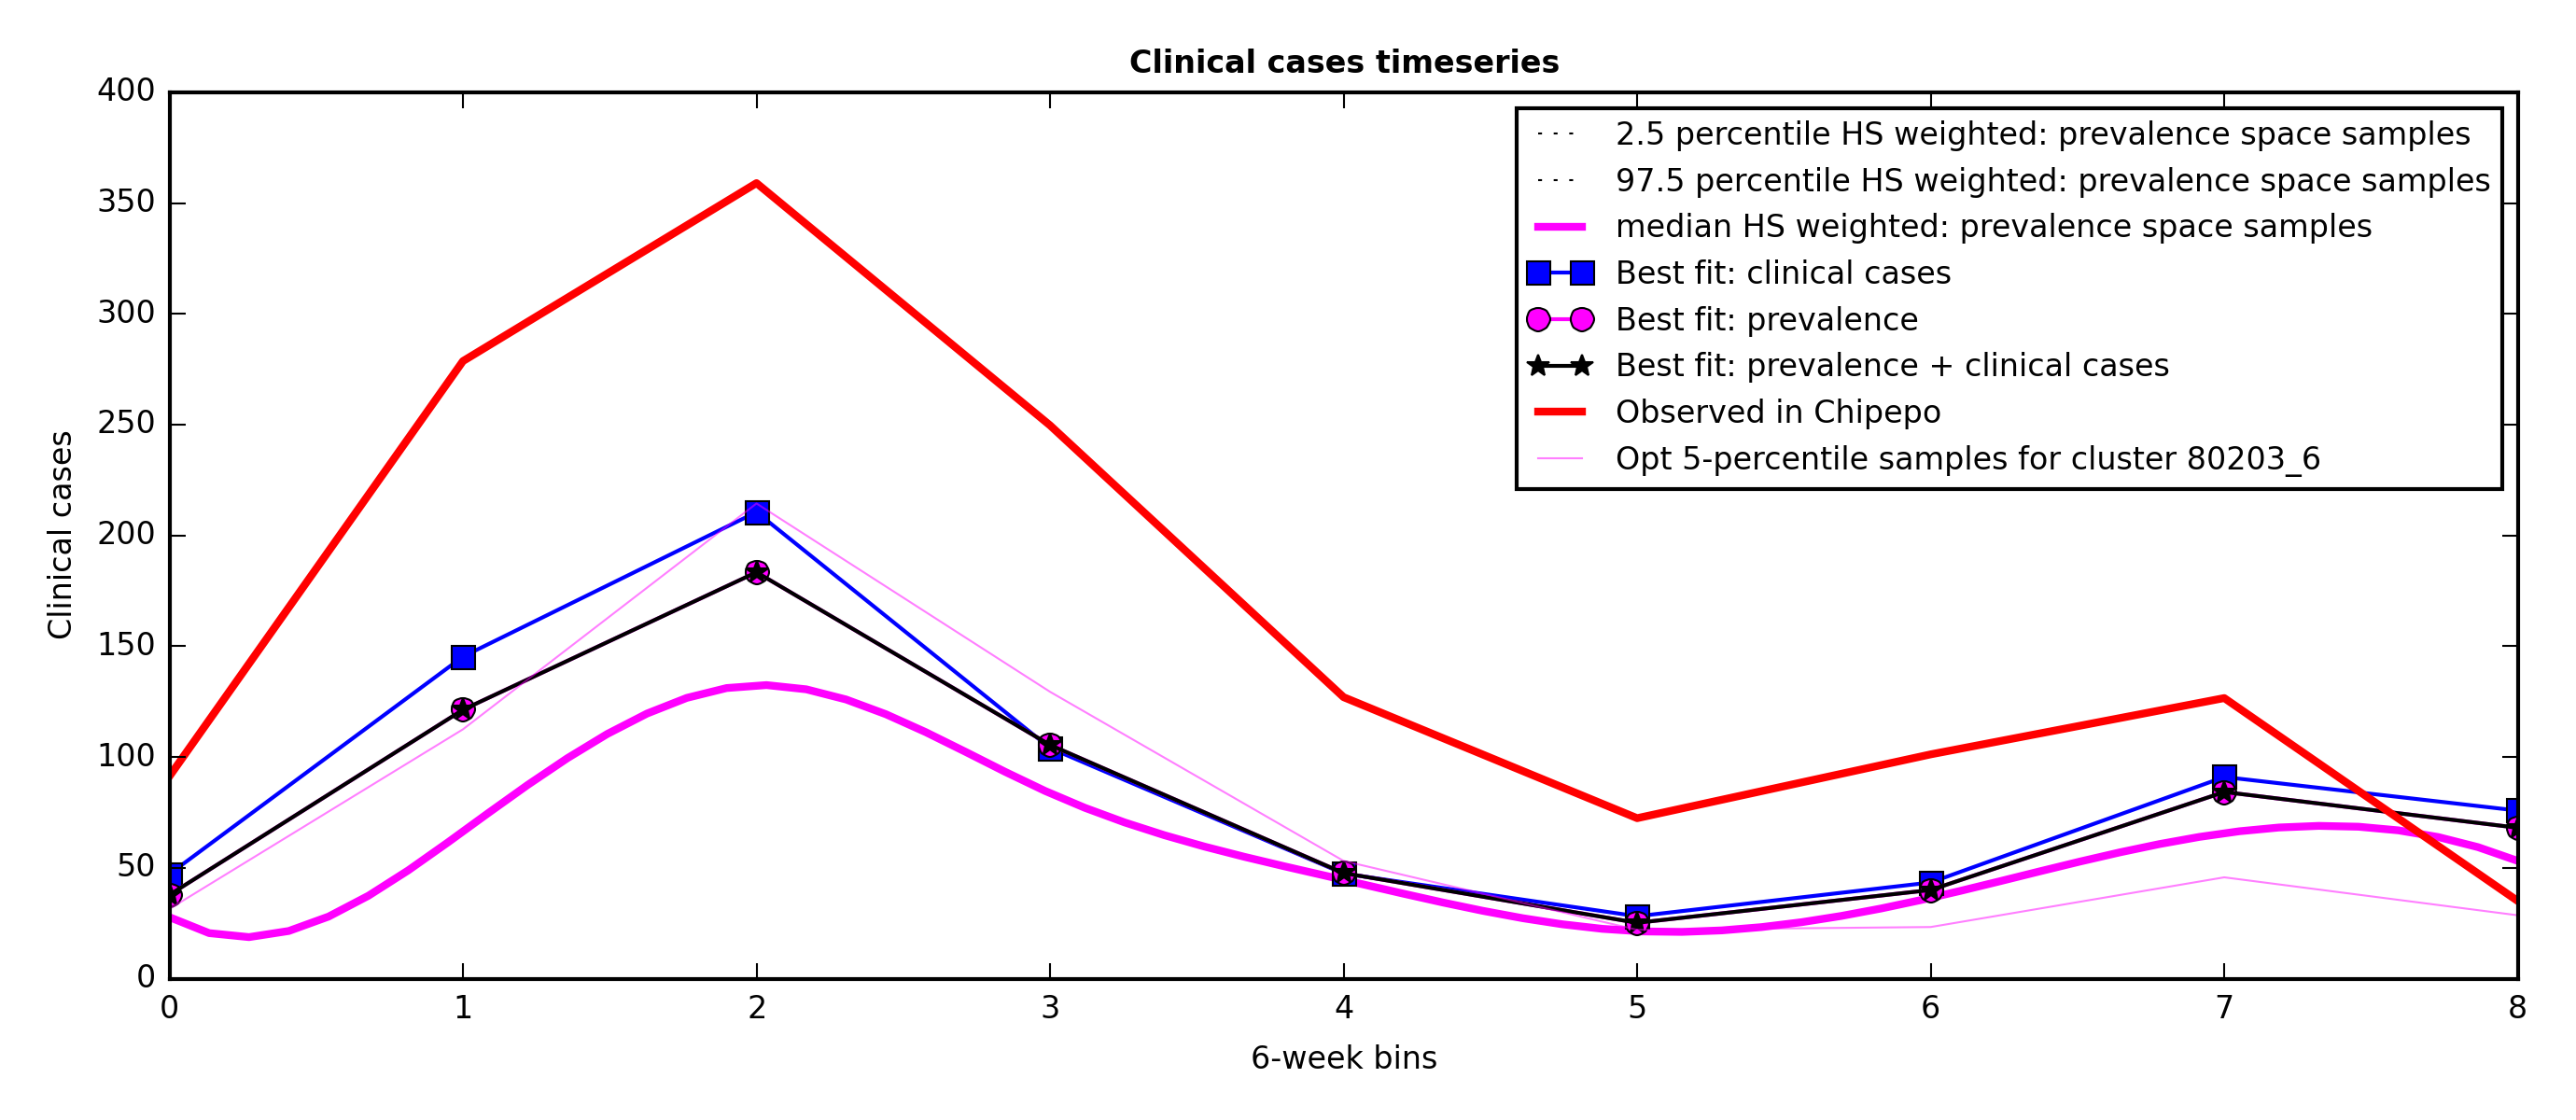 Clinical cases timeseries
400
350
300
250
200
150
100
50
0
Clinical cases
2.5 percentile HS weighted: prevalence space samples
97.5 percentile HS weighted: prevalence space samples
median HS weighted: prevalence space samples
Best fit: clinical cases
Best fit: prevalence
Best fit: prevalence + clinical cases
Observed in Chipepo
Opt 5-percentile samples for cluster 80203_6
0 1 2 3 4 5 6 7 8
6-week bins